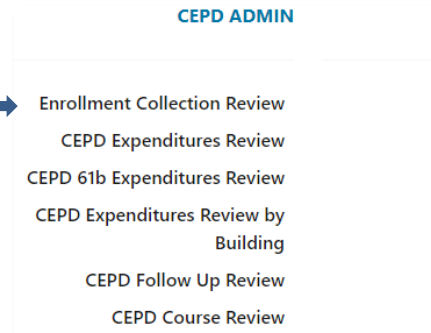 CEPD ADMIN
Enrollment Collection Review
CEPD Expenditures Review
CEPD 61b Expenditures Review
CEPD Expenditures Review by
Building
CEPD Follow Up Review
CEPD Course Review